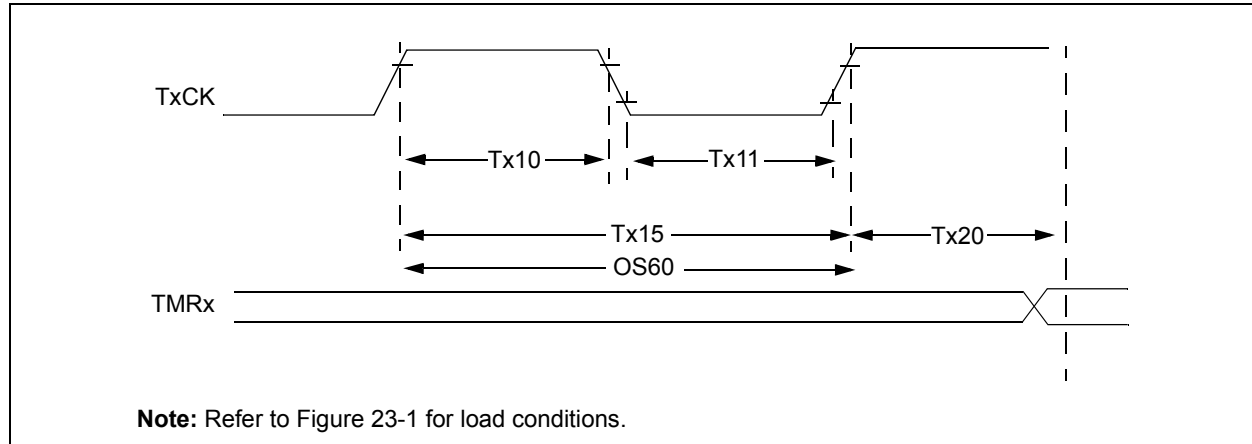 TxCK
Tx10
Tx11
Tx15
Tx20
OS60
TMRx
Note: Refer to Figure 23-1 for load conditions.